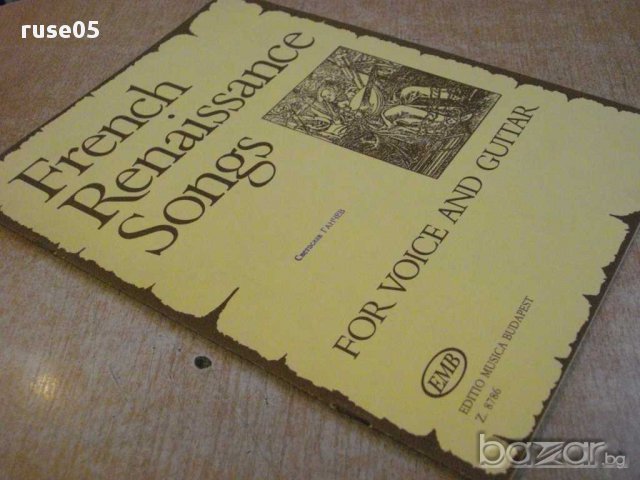 ruse05
French
Renaissance
Songs
Светослав ГАНЧЕВ
FOR VOICE AND GUITAR
EMB
EDITIO MUSICA BUDAPEST
Z. 8786
bazar.bg